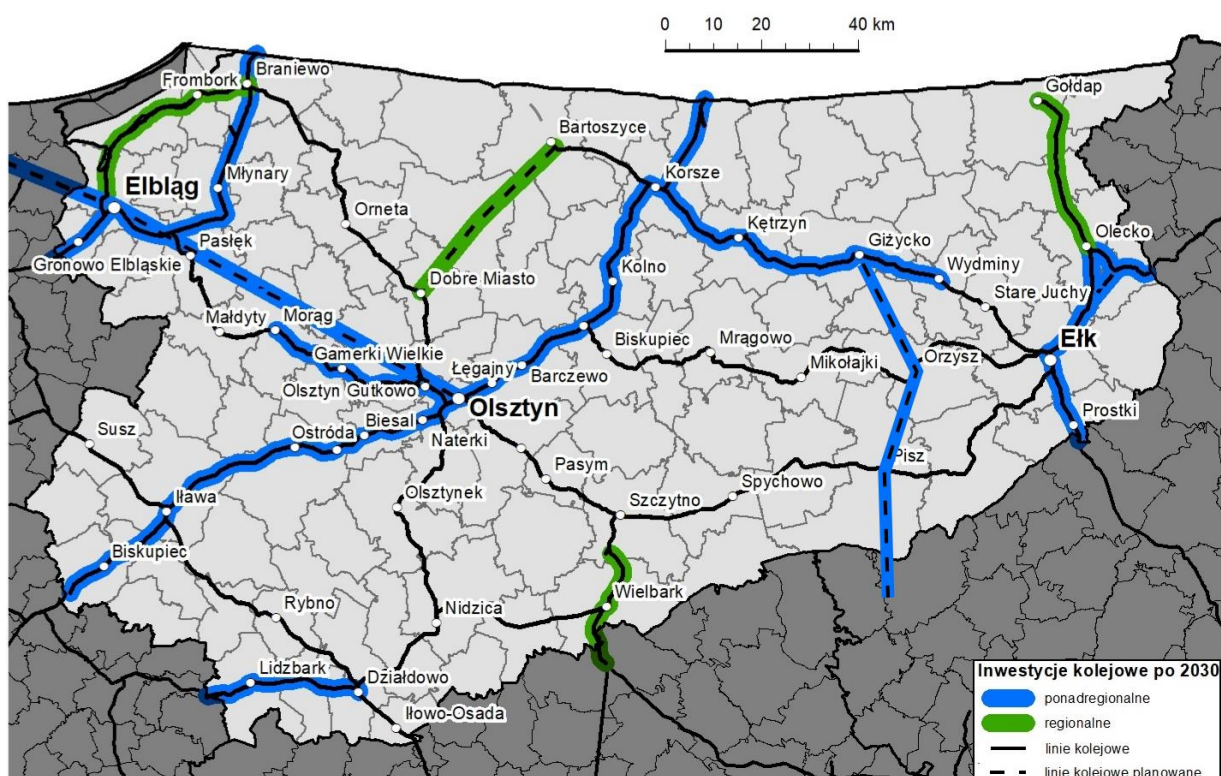 0 10 20 40 km
Braniewo
Frombork
Gołdap
Bartoszyce
Młynary
Korsze
Elbląg
Orneta
Kętrzyn
Giżycko
Olecko
Pasłęk
Gronowo Elbląskie
Kolno
Wydminy
Dobre Miasto
Stare Juchy
Małdyty
Morąg
Ełk
Gamerki Wielkie
Łęgajny
Biskupiec
Mrągowo
Mikołajki
Orzysz
Barczewo
Olsztyn Gutkowo
Olsztyn
Biesal
Prostki
Susz
Ostróda
Naterki
Pasym
Pisz
Spychowo
Iława
Olsztynek
Szczytno
Biskupiec
Rybno
Nidzica
Wielbark
Lidzbark
Działdowo
Iłowo-Osada
Inwestycje kolejowe po 2030
ponadregionalne
regionalne
linie kolejowe
linie kolejowe planowane